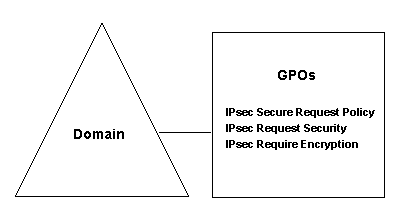 GPOs
IPsec Secure Request Policy
IPsec Request Security
Domain
IPsec Require Encryption